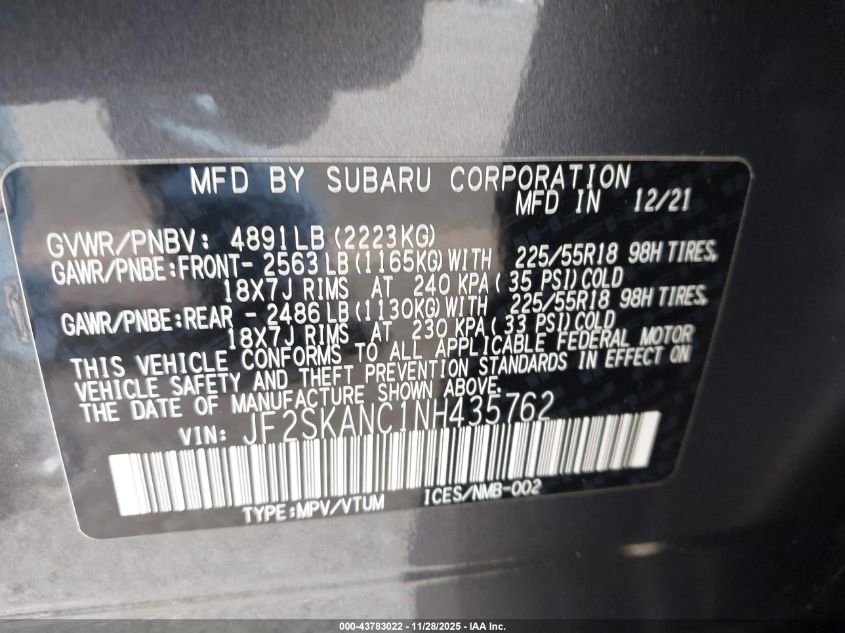 MFD BY SUBARU CORPORATION
MFD IN 12/21
GVWR/PNBV: 4891LB(2223KG)
GAWR/PNBE:FRONT- 2563LB(1165KG)WITH 225/55R18 98H TIRES,
18X7J RIMS AT 240 KPA( 35 PSI)COLD
GAWR/PNBE:REAR - 2486LB(1130KG)WITH 225/55R18 98H TIRES,
18X7J RIMS AT 230 KPA( 33 PSI)COLD
THIS VEHICLE CONFORMS TO ALL APPLICABLE FEDERAL MOTOR
VEHICLE SAFETY AND THEFT PREVENTION STANDARDS IN EFFECT ON
THE DATE OF MANUFACTURE SHOWN ABOVE.
VIN: JF2SKANC1NH435762
TYPE:MPV/VTUM ICES/NMB-002
000-43783022 - 11/28/2025 - IAA Inc.